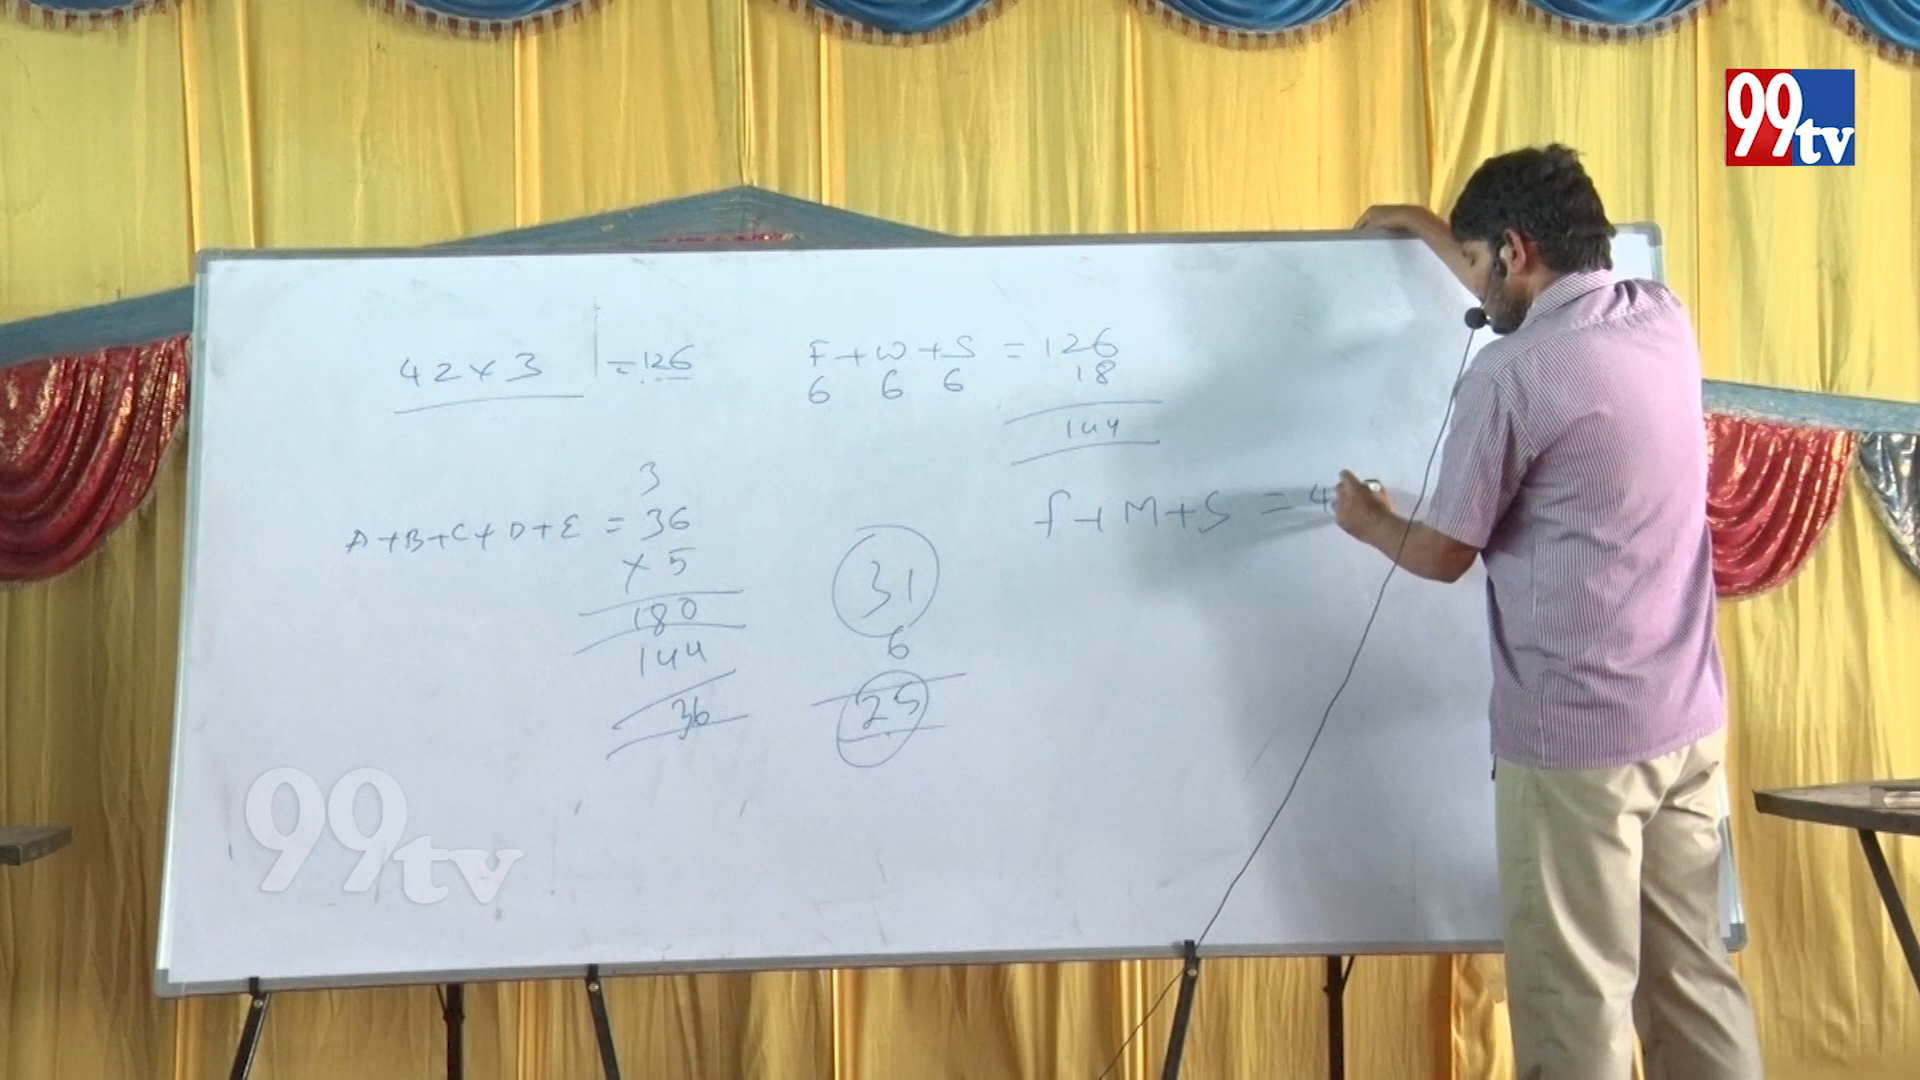 99tv
42 x 3 = 126
F + W + S = 126
6 6 6 18
144
3
A+B+C+D+E = 36
x 5
180
144
36
31
6
25
f + M + S = 4
99tv